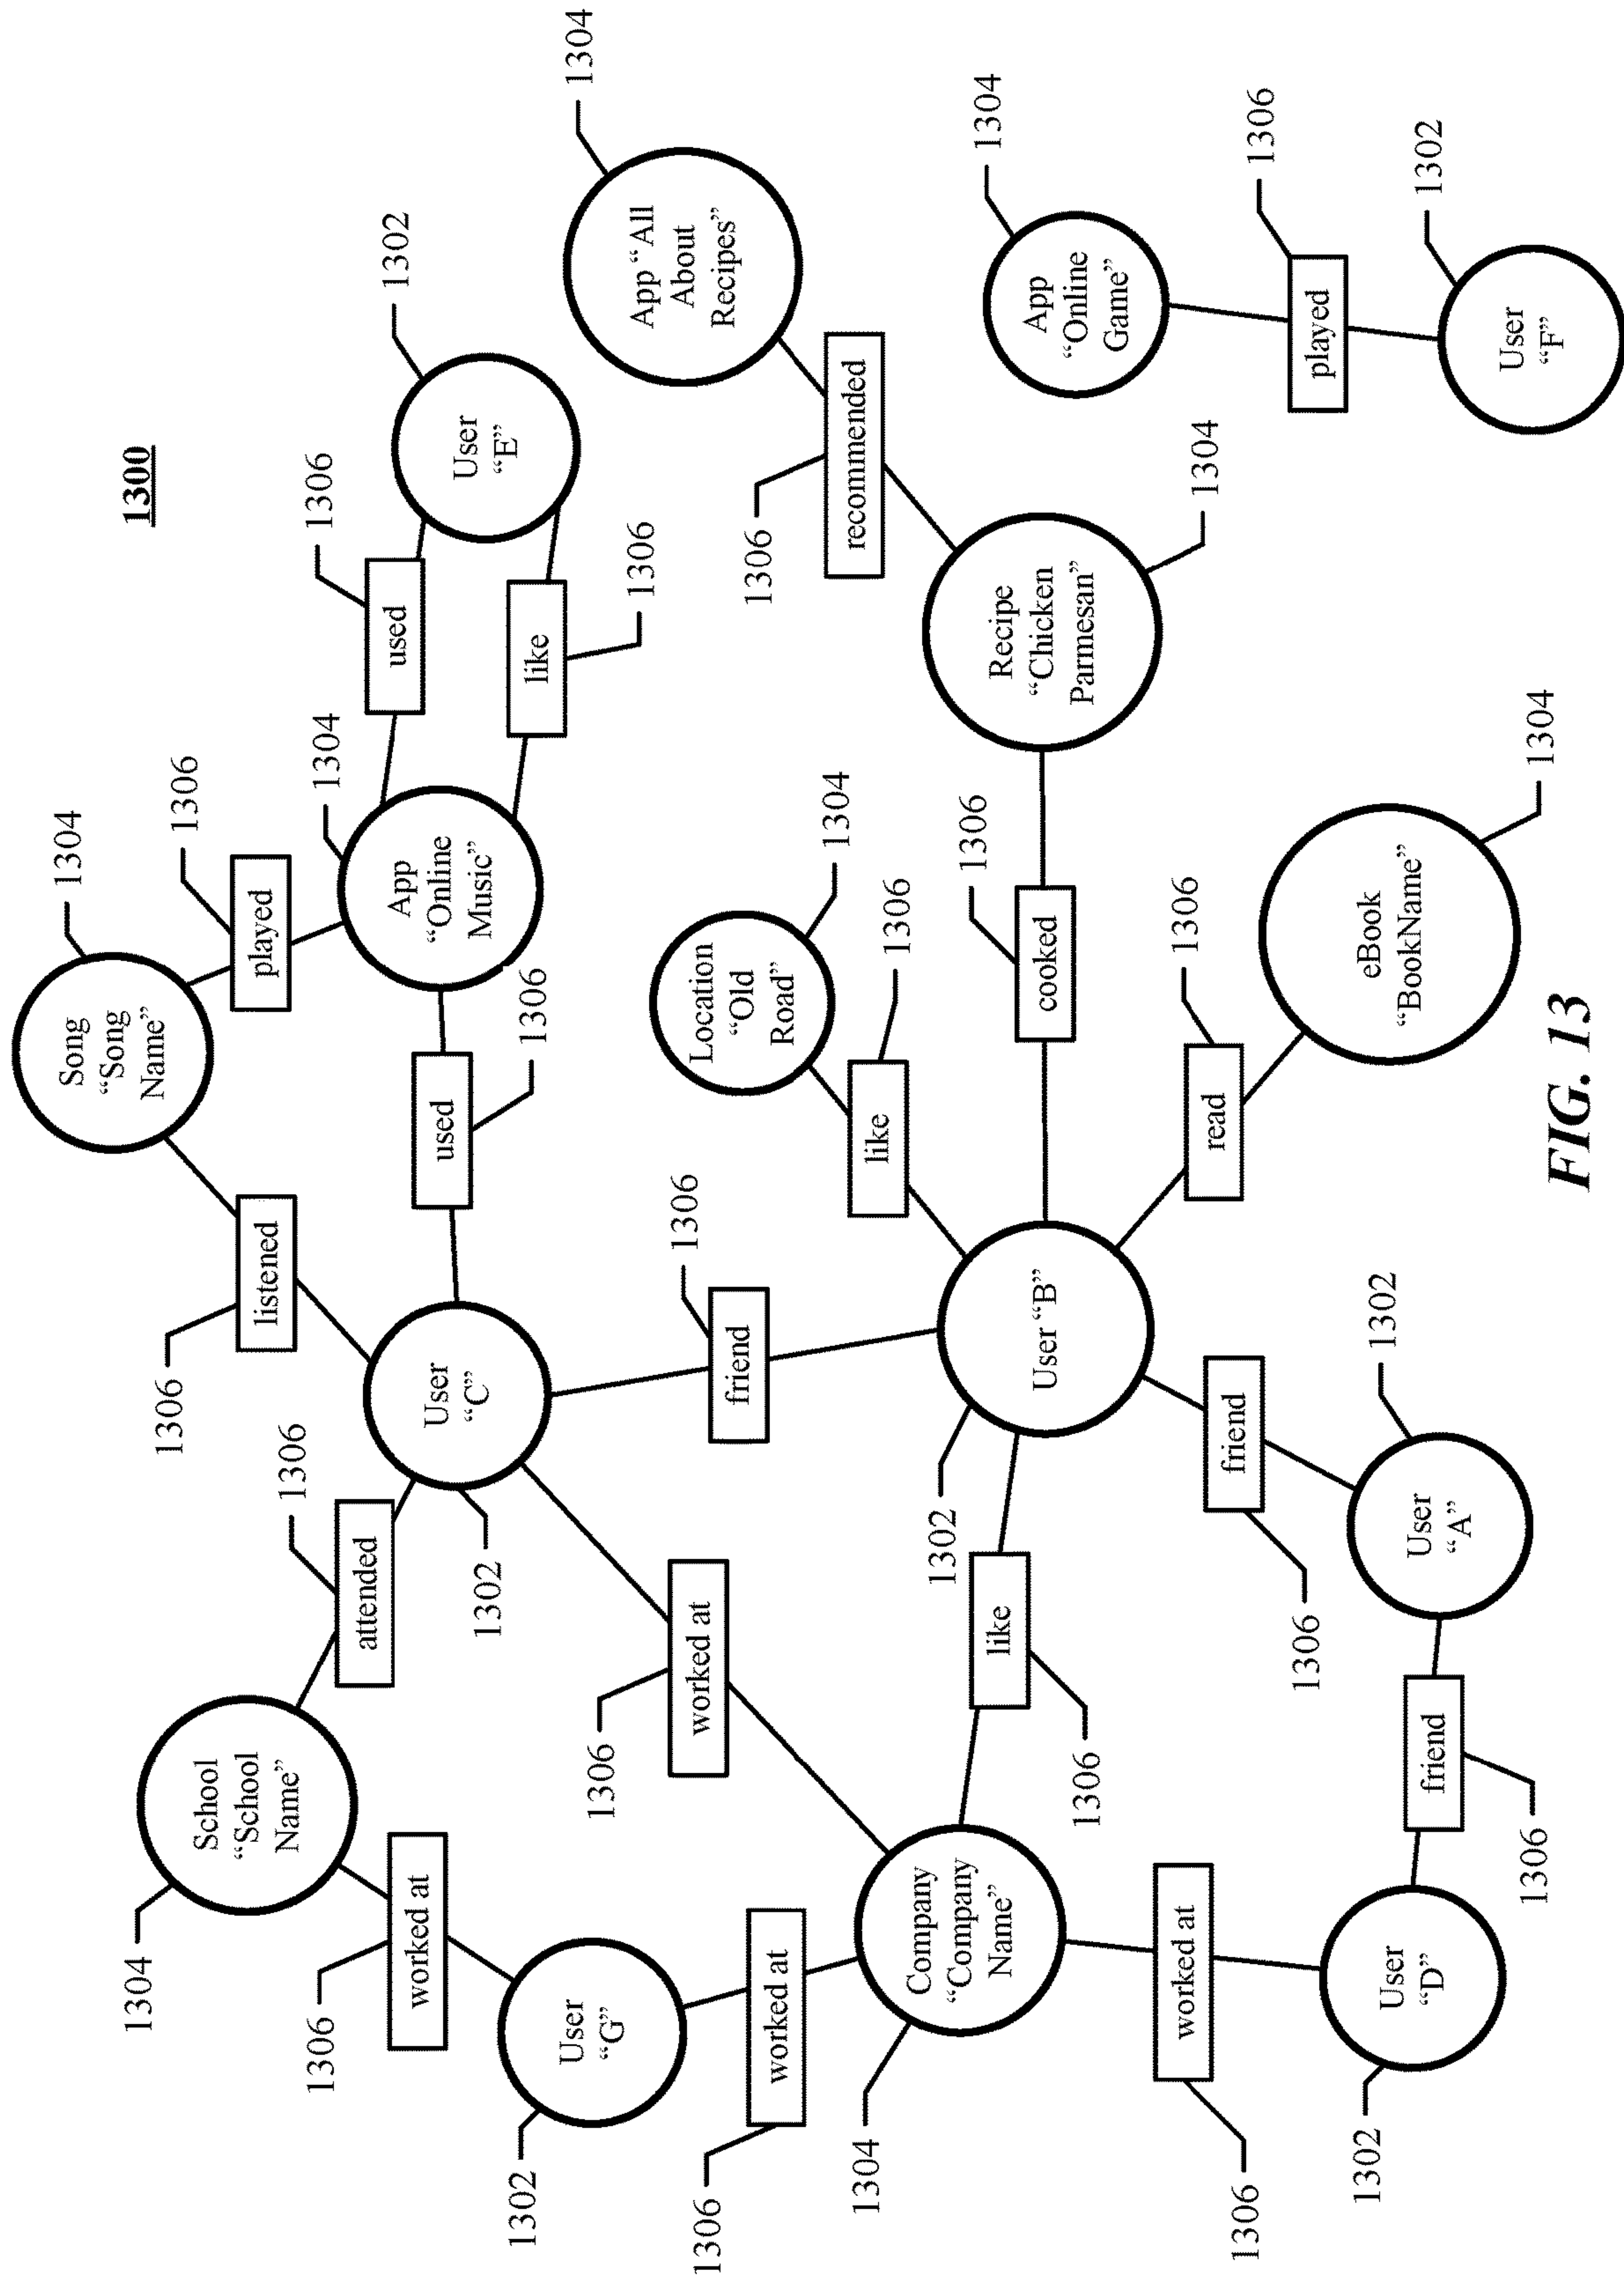 1300
1304
Song
“Song
Name”
1306
played
1304
School
“School
Name”
1306
attended
1306
listened
1304
1306
used
1302
User
“E”
1306
worked at
1302
User
“C”
used
1306
App
“Online
Music”
like
1306
1304
App “All
About
Recipes”
1302
User
“G”
1306
worked at
1306
friend
Location
“Old
Road”
1304
1306
recommended
1306
worked at
1306
like
1306
1304
App
“Online
Game”
1304
Company
“Company
Name”
1302
like
1306
User “B”
1306
cooked
Recipe
“Chicken
Parmesan”
1304
1306
played
1306
worked at
friend
1306
1306
read
1302
User
“D”
friend
1306
1302
User
“A”
eBook
“BookName”
1304
1302
User
“F”
FIG. 13